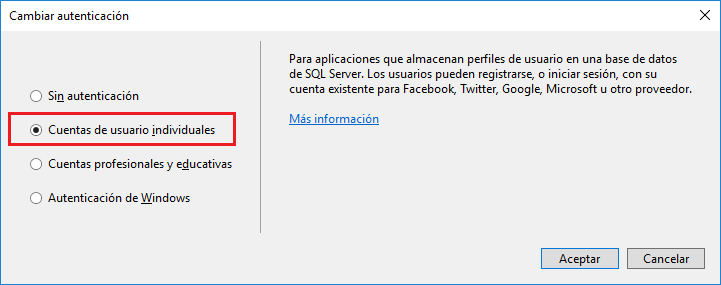 Cambiar autenticación
Sin autenticación
Cuentas de usuario individuales
Cuentas profesionales y educativas
Autenticación de Windows
Para aplicaciones que almacenan perfiles de usuario en una base de datos
de SQL Server. Los usuarios pueden registrarse, o iniciar sesión, con su
cuenta existente para Facebook, Twitter, Google, Microsoft u otro proveedor.
Más información
Aceptar
Cancelar